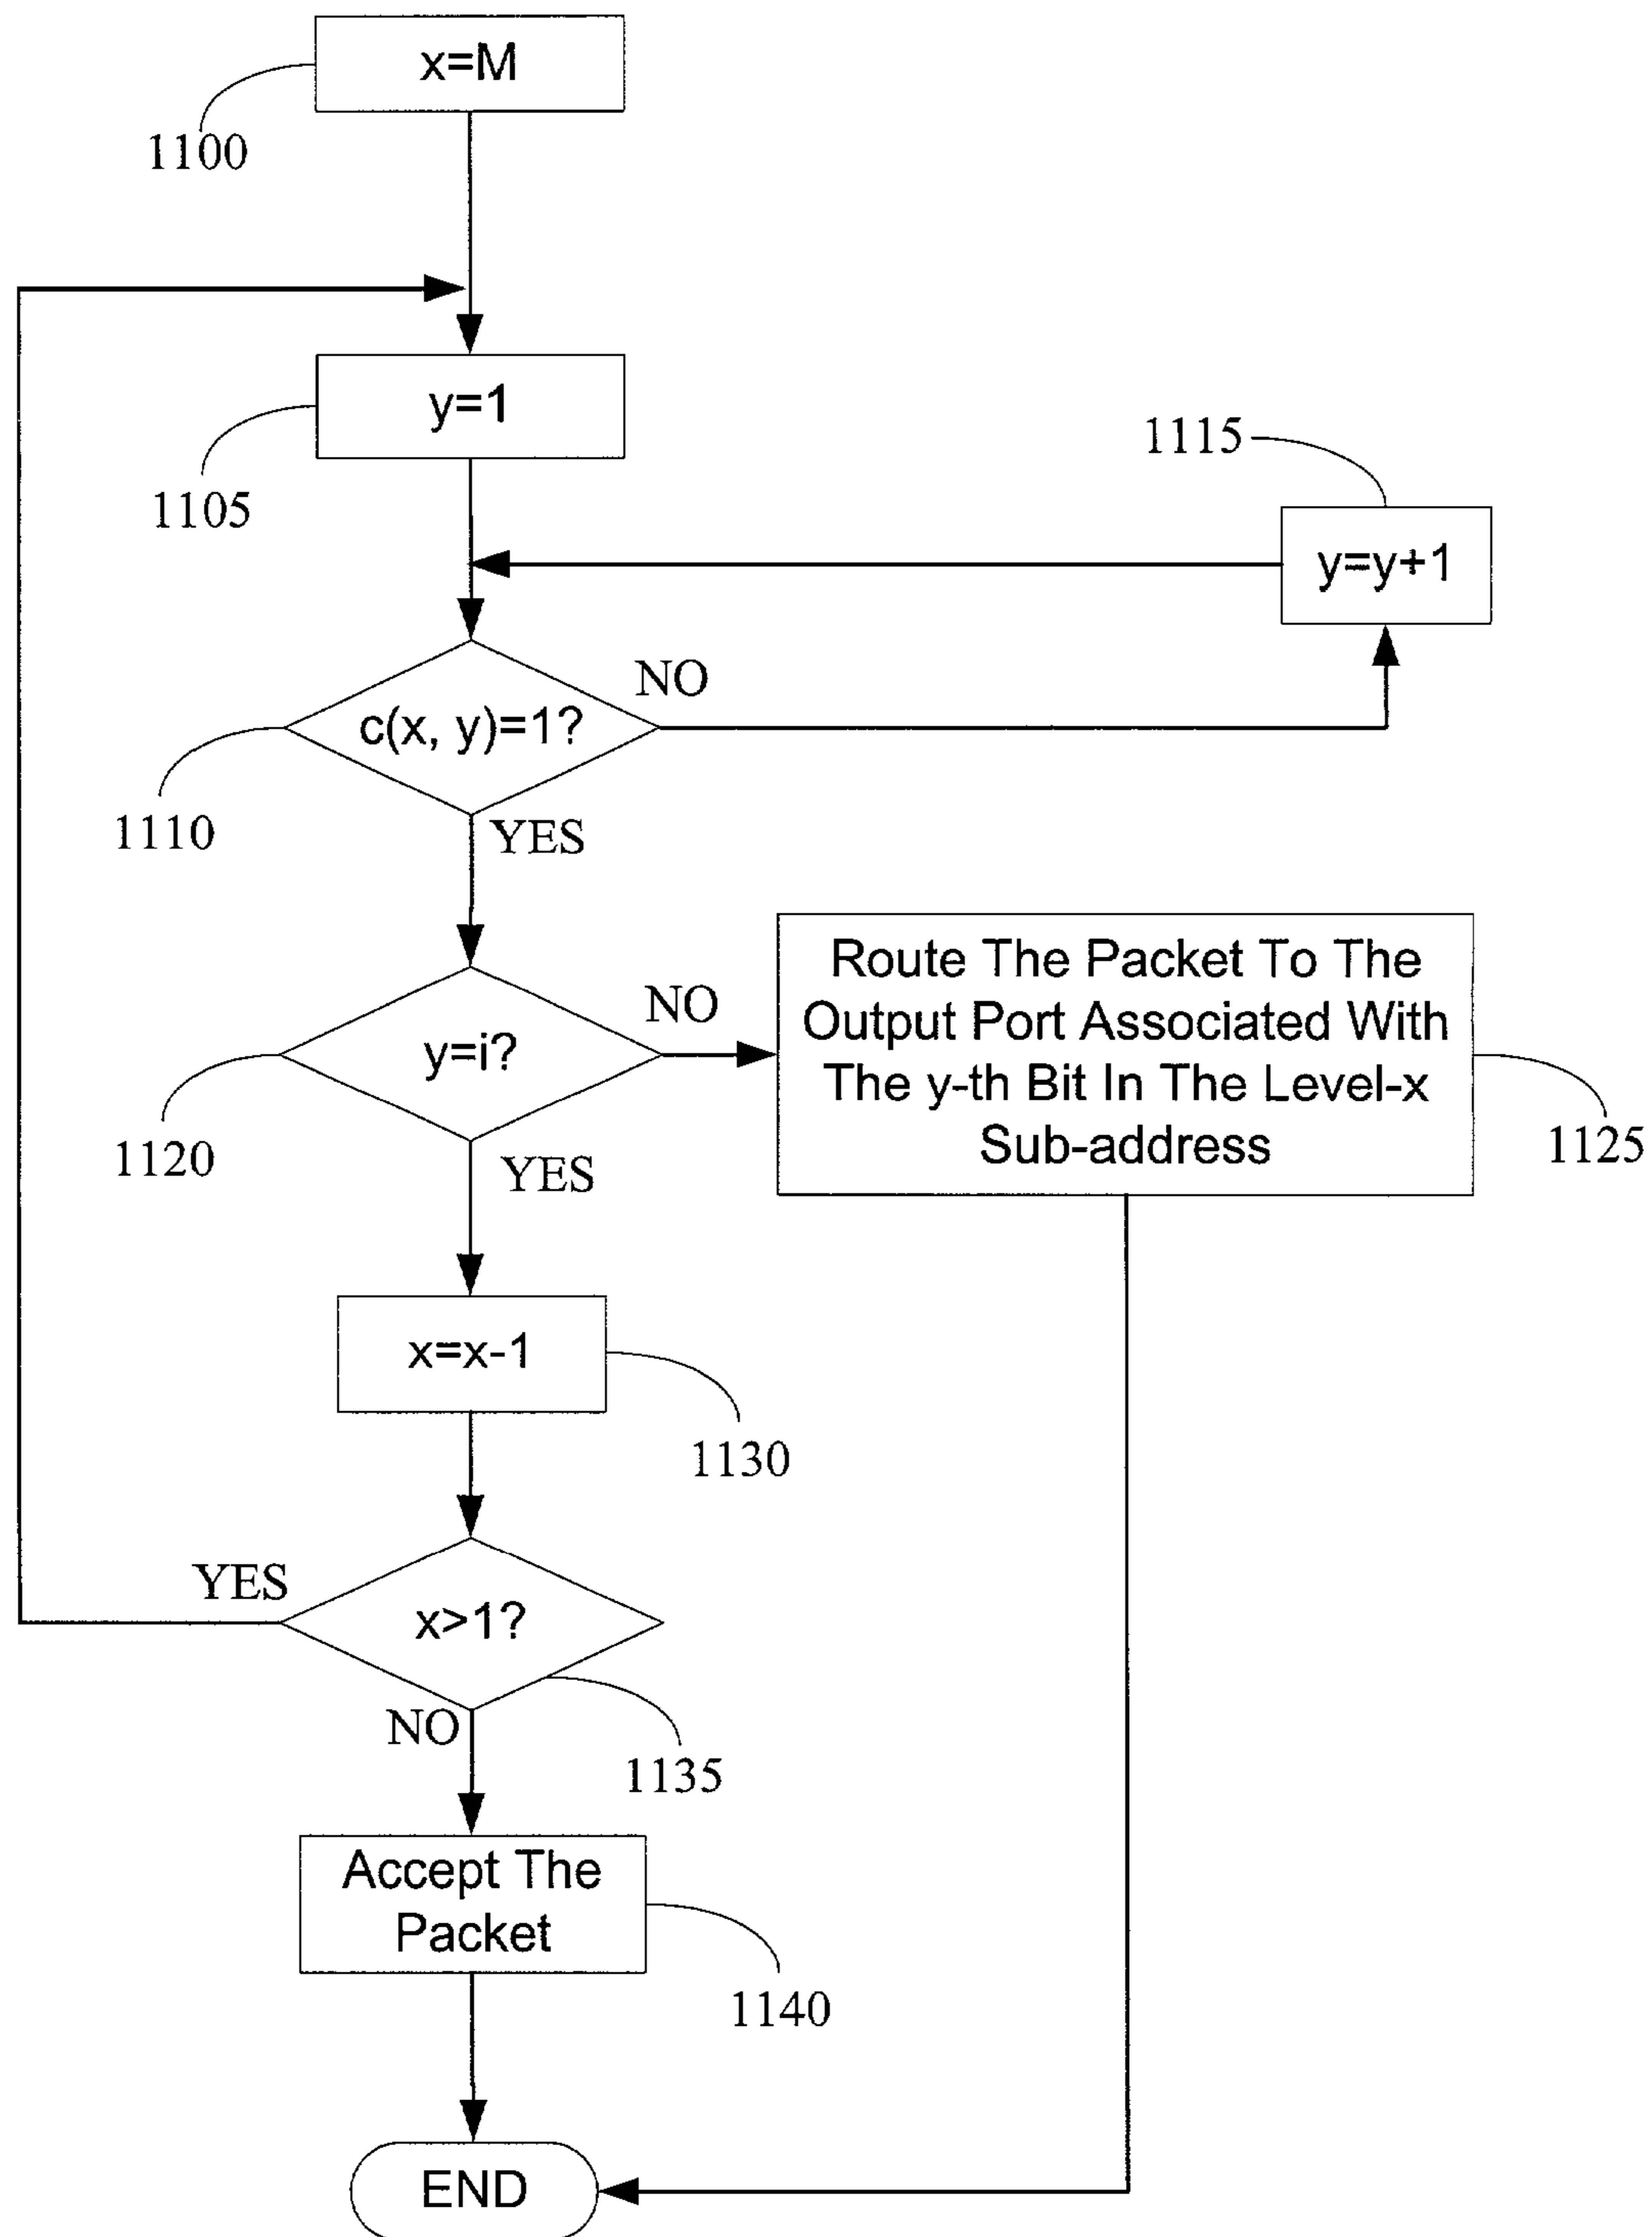 x=M
1100
y=1
1105
1115
y=y+1
c(x, y)=1?
NO
1110
YES
y=i?
NO
Route The Packet To The
Output Port Associated With
The y-th Bit In The Level-x
Sub-address
1120
1125
YES
x=x-1
1130
YES
x>1?
NO
1135
Accept The
Packet
1140
END